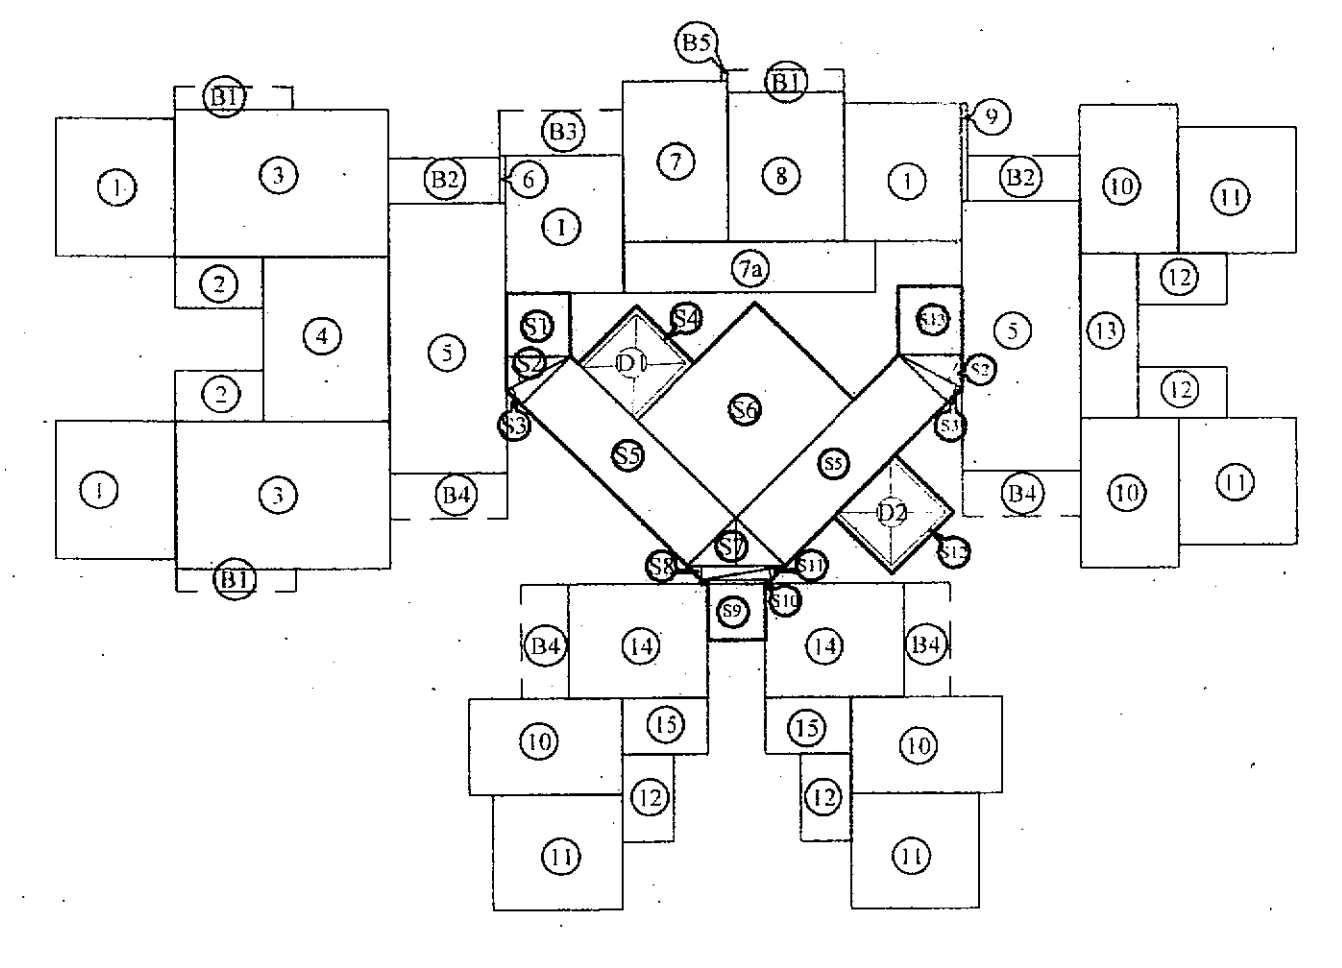 B5
B1 B1
B3 9
7 8
1 3 B2 6 1 B2 10 11
1
2 7a 12
S1 S13
4 5 S2 D1 S4 5 13
S2
2 S3 S6 S3 12
S5 S5
1 3 B4 D2 B4 10 11
S7 S12
B1 S8 S11
S9 S10
B4 14 14 B4
10 15 15 10
12 12
11 11